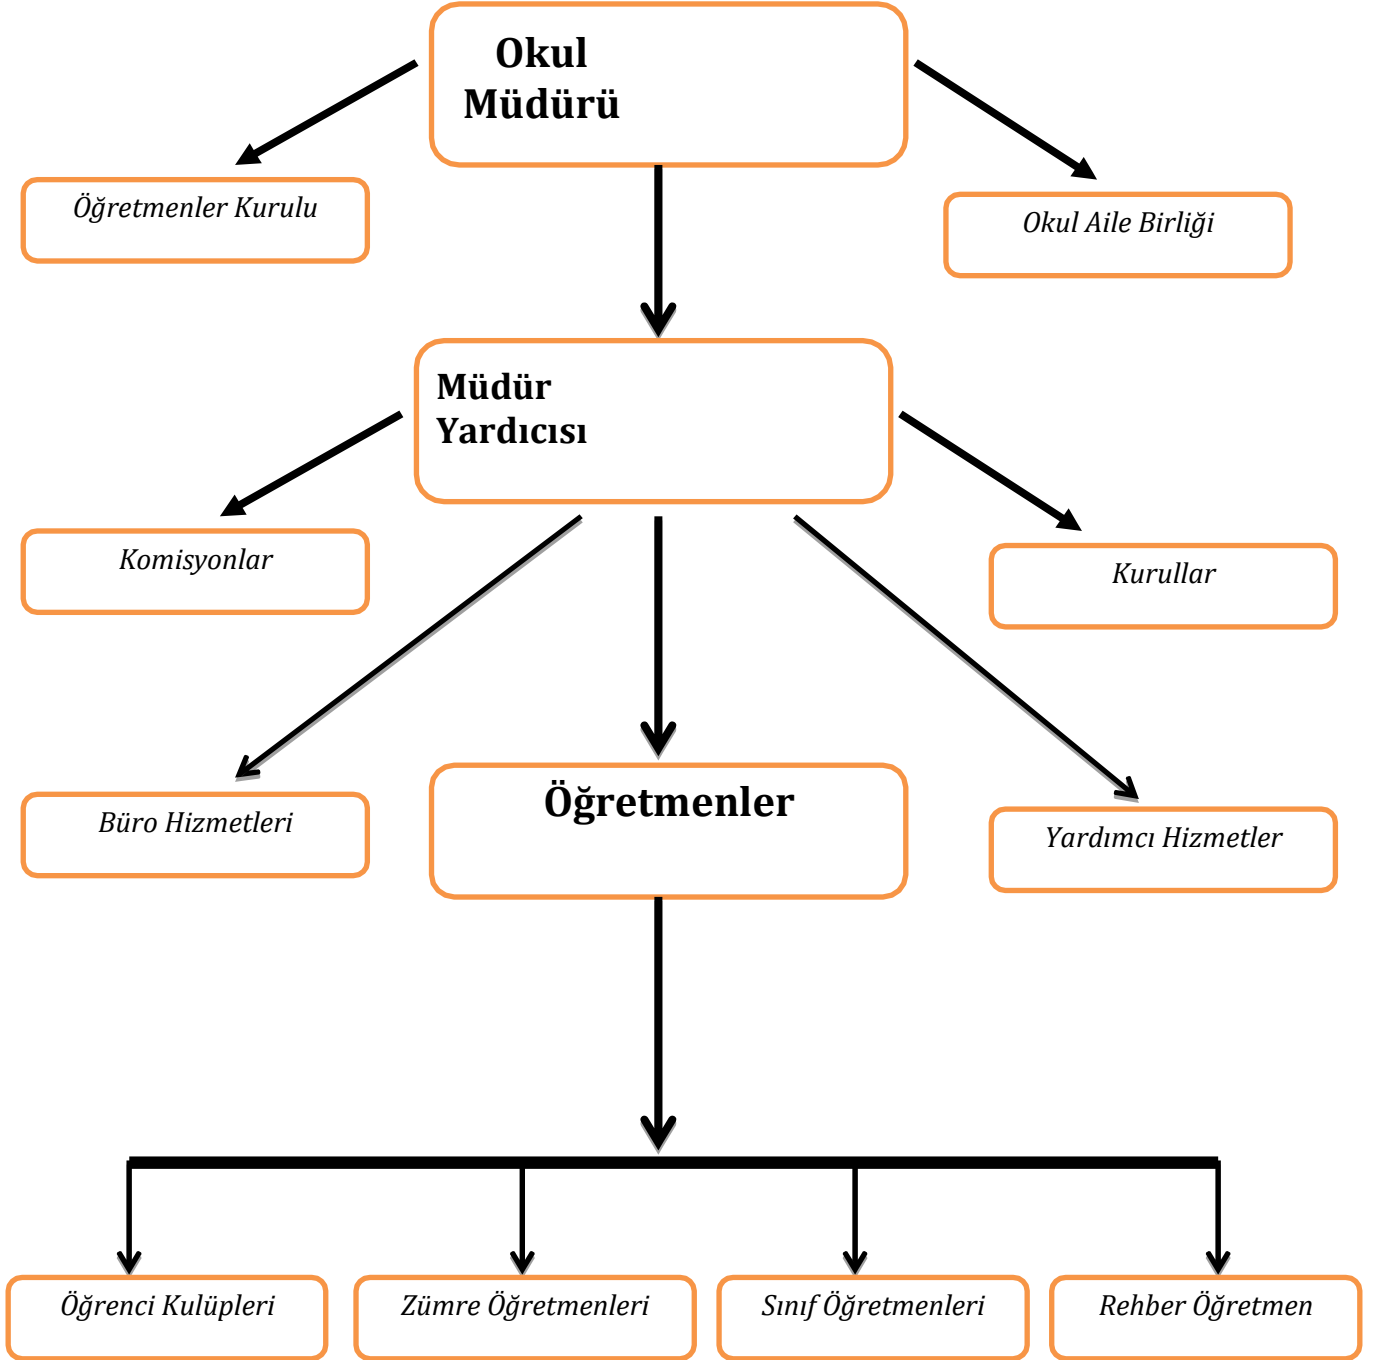 Okul
Müdürü
Öğretmenler Kurulu
Okul Aile Birliği
Müdür
Yardıcısı
Komisyonlar
Kurullar
Büro Hizmetleri
Öğretmenler
Yardımcı Hizmetler
Öğrenci Kulüpleri
Zümre Öğretmenleri
Sınıf Öğretmenleri
Rehber Öğretmen